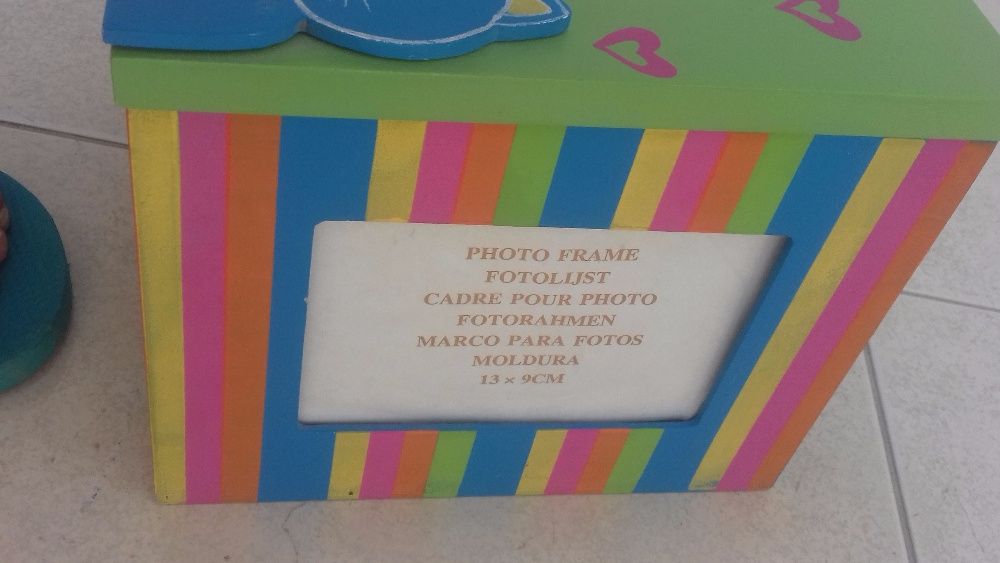 PHOTO FRAME
FOTOLIJST
CADRE POUR PHOTO
FOTORAHMEN
MARCO PARA FOTOS
MOLDURA
13 × 9CM